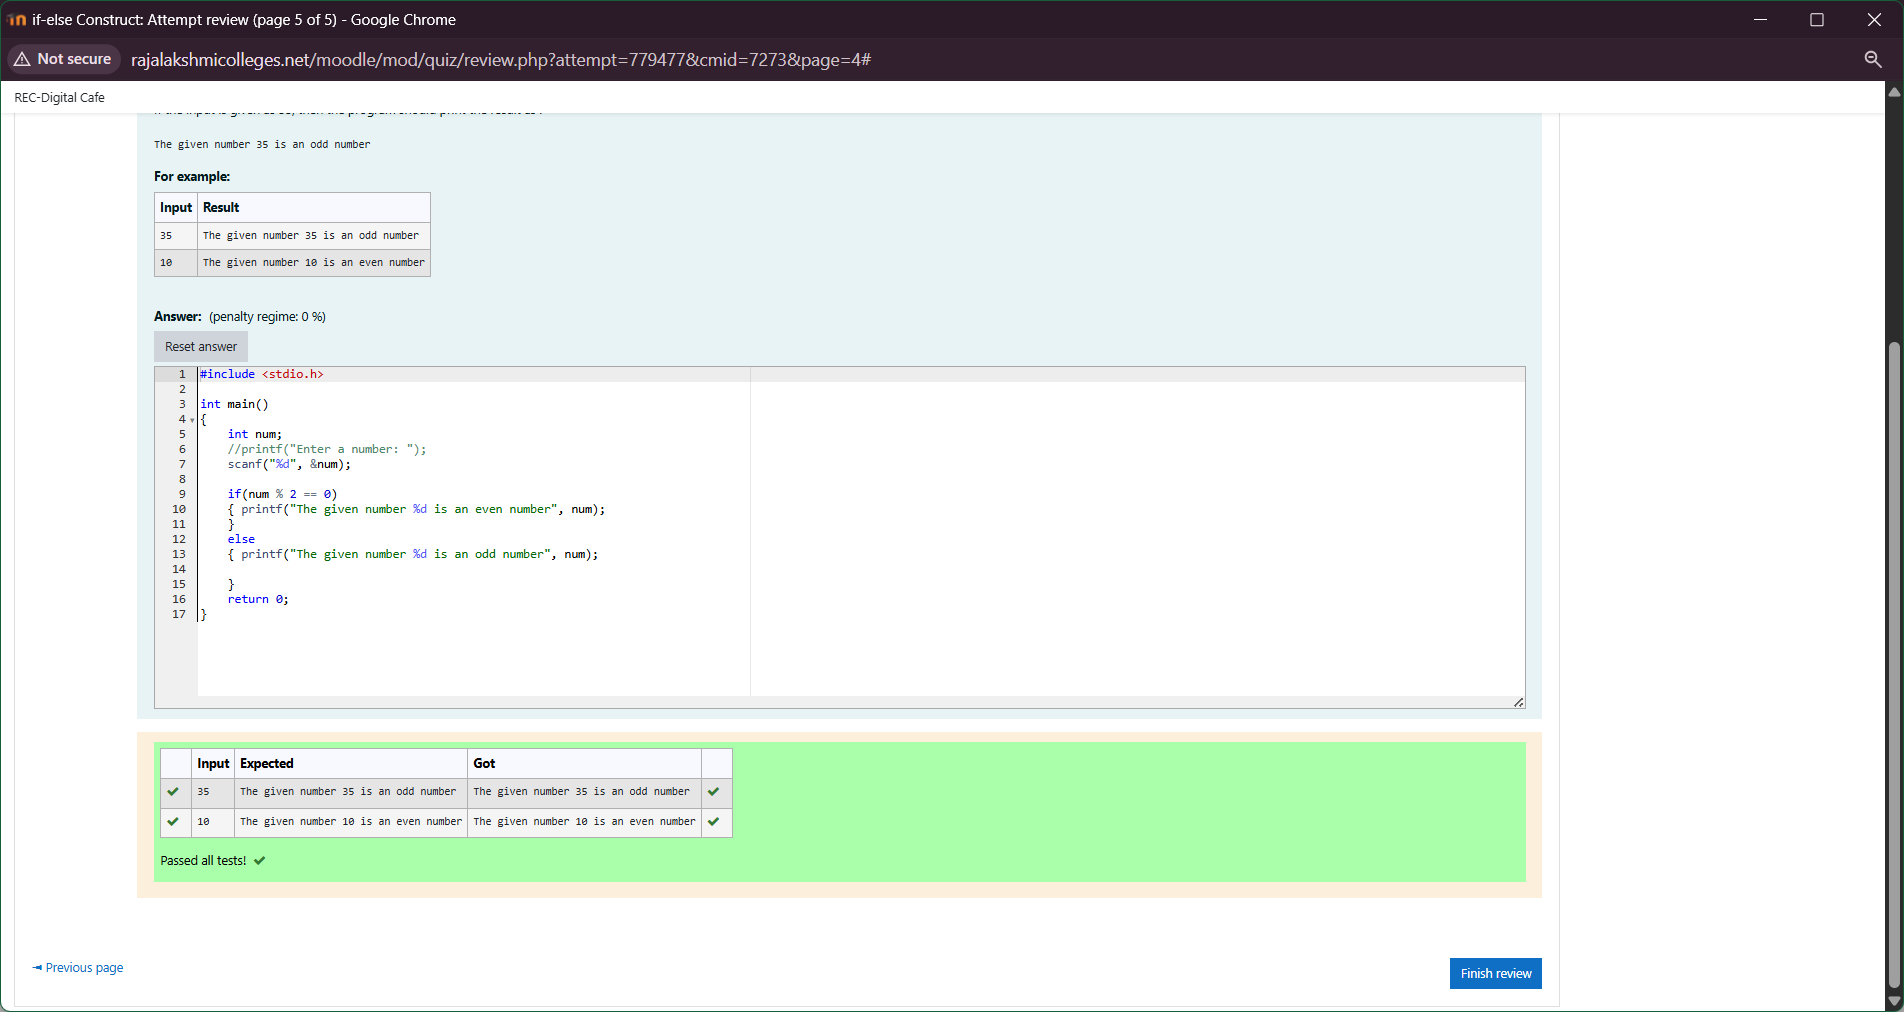 if-else Construct: Attempt review (page 5 of 5) - Google Chrome
Not secure rajalakshmicolleges.net/moodle/mod/quiz/review.php?attempt=779477&cmid=7273&page=4#
REC-Digital Cafe
The given number 35 is an odd number
For example:
Input Result
35 The given number 35 is an odd number
10 The given number 10 is an even number
Answer: (penalty regime: 0 %)
Reset answer
1 #include <stdio.h>
2
3 int main()
4 {
5 int num;
6 //printf("Enter a number: ");
7 scanf("%d", &num);
8
9 if(num % 2 == 0)
10 { printf("The given number %d is an even number", num);
11 }
12 else
13 { printf("The given number %d is an odd number", num);
14
15 }
16 return 0;
17 }
Input Expected Got
35 The given number 35 is an odd number The given number 35 is an odd number
10 The given number 10 is an even number The given number 10 is an even number
Passed all tests!
Previous page
Finish review